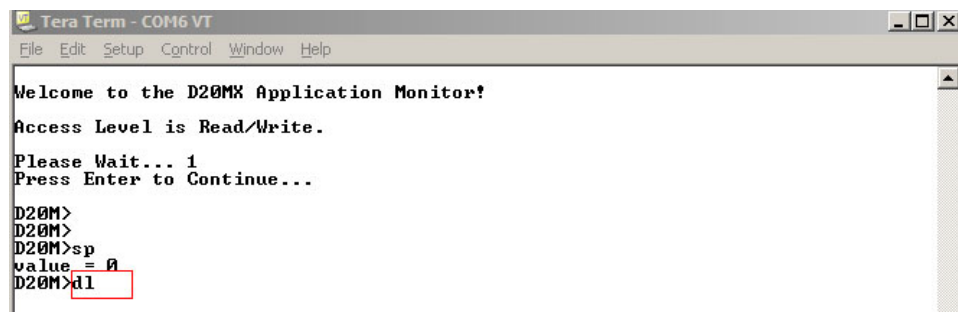 Tera Term - COM6 VT
File Edit Setup Control Window Help
Welcome to the D20MX Application Monitor!
Access Level is Read/Write.
Please Wait... 1
Press Enter to Continue...
D20M>
D20M>
D20M>sp
value = 0
D20M>dl